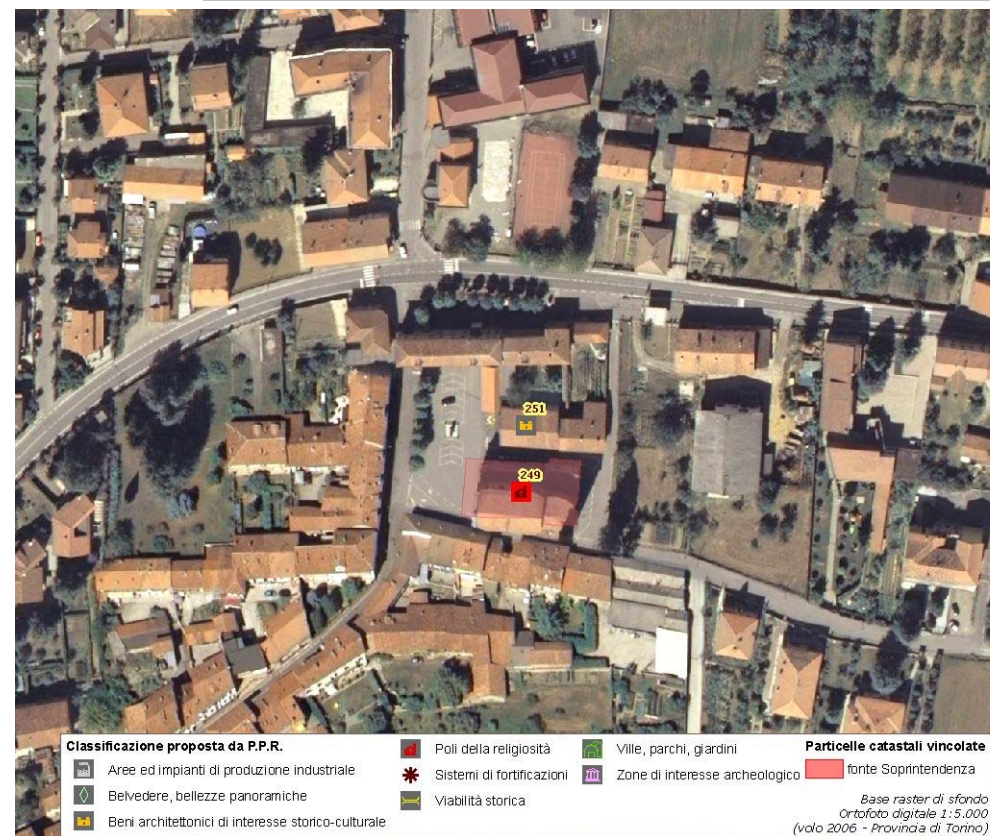 251
249
Classificazione proposta da P.P.R.
Aree ed impianti di produzione industriale
Belvedere, bellezze panoramiche
Beni architettonici di interesse storico-culturale
Poli della religiosità
Sistemi di fortificazioni
Viabilità storica
Ville, parchi, giardini
Zone di interesse archeologico
Particelle catastali vincolate
fonte Soprintendenza
Base raster di sfondo
Ortofoto digitale 1:5.000
(volo 2006 - Provincia di Torino)